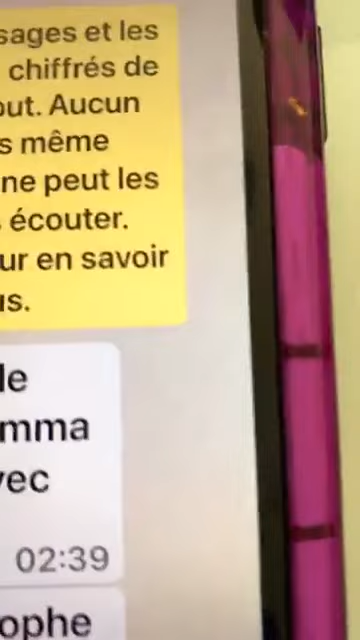 sages et les
chiffrés de
out. Aucun
s même
ne peut les
écouter.
ur en savoir
us.
le
mma
vec
02:39
ophe